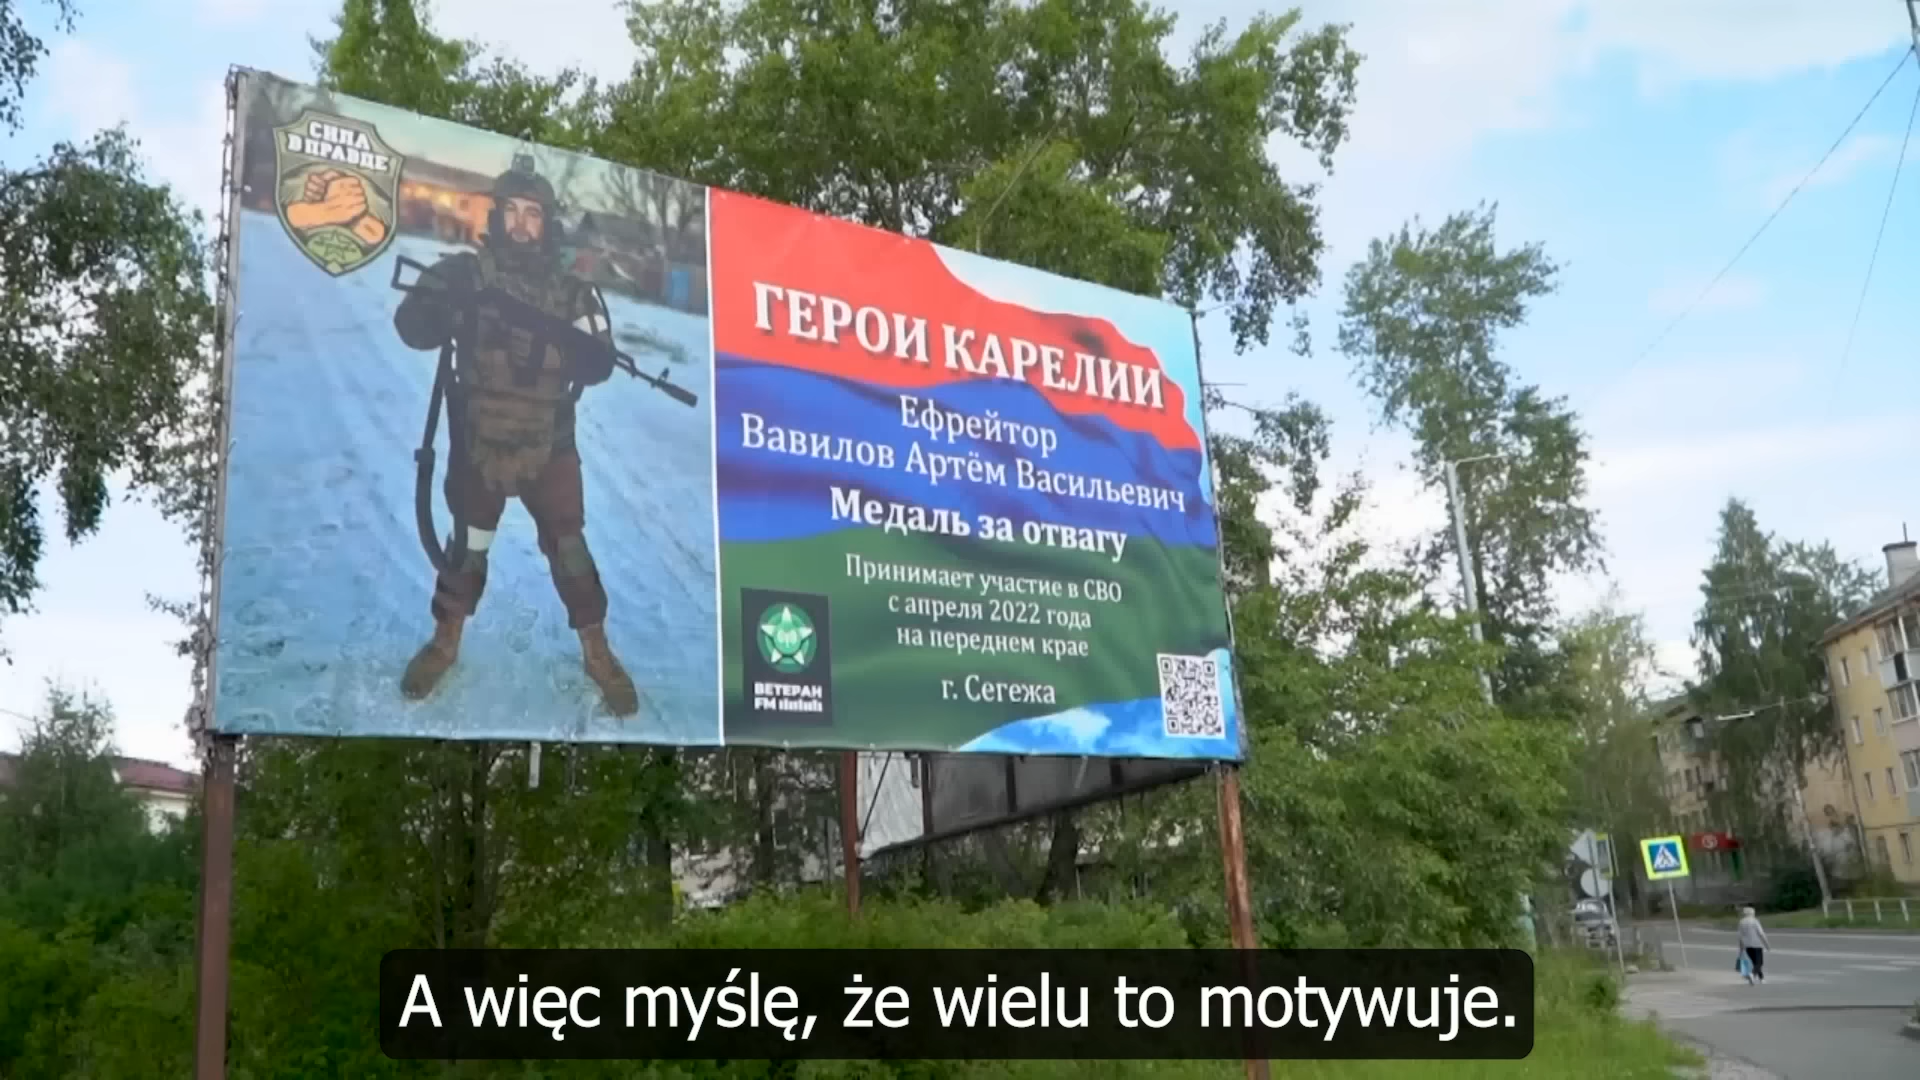 СИЛА
В ПРАВДЕ
ГЕРОИ КАРЕЛИИ
Ефрейтор
Вавилов Артём Васильевич
Медаль за отвагу
Принимает участие в СВО
с апреля 2022 года
на переднем крае
г. Сегежа
ВЕТЕРАН
FM
A więc myślę, że wielu to motywuje.